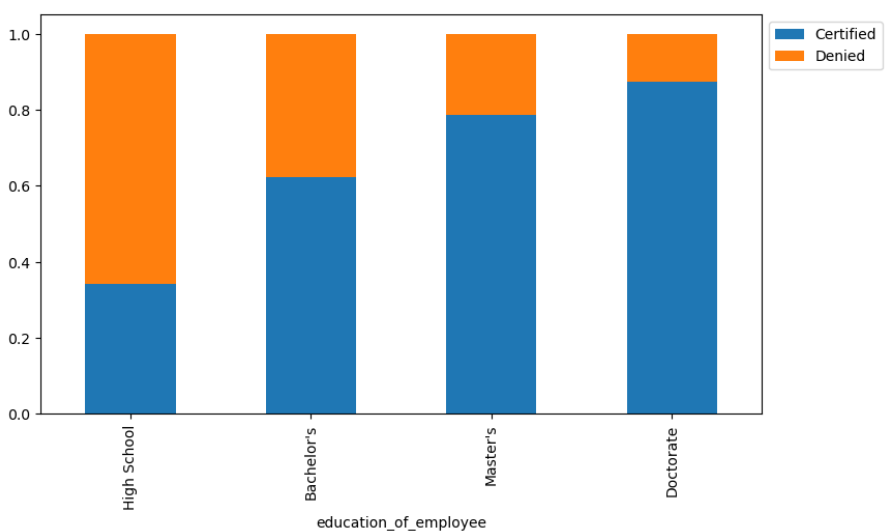 Certified
Denied
1.0
0.8
0.6
0.4
0.2
0.0
High School
Bachelor's
Master's
Doctorate
education_of_employee